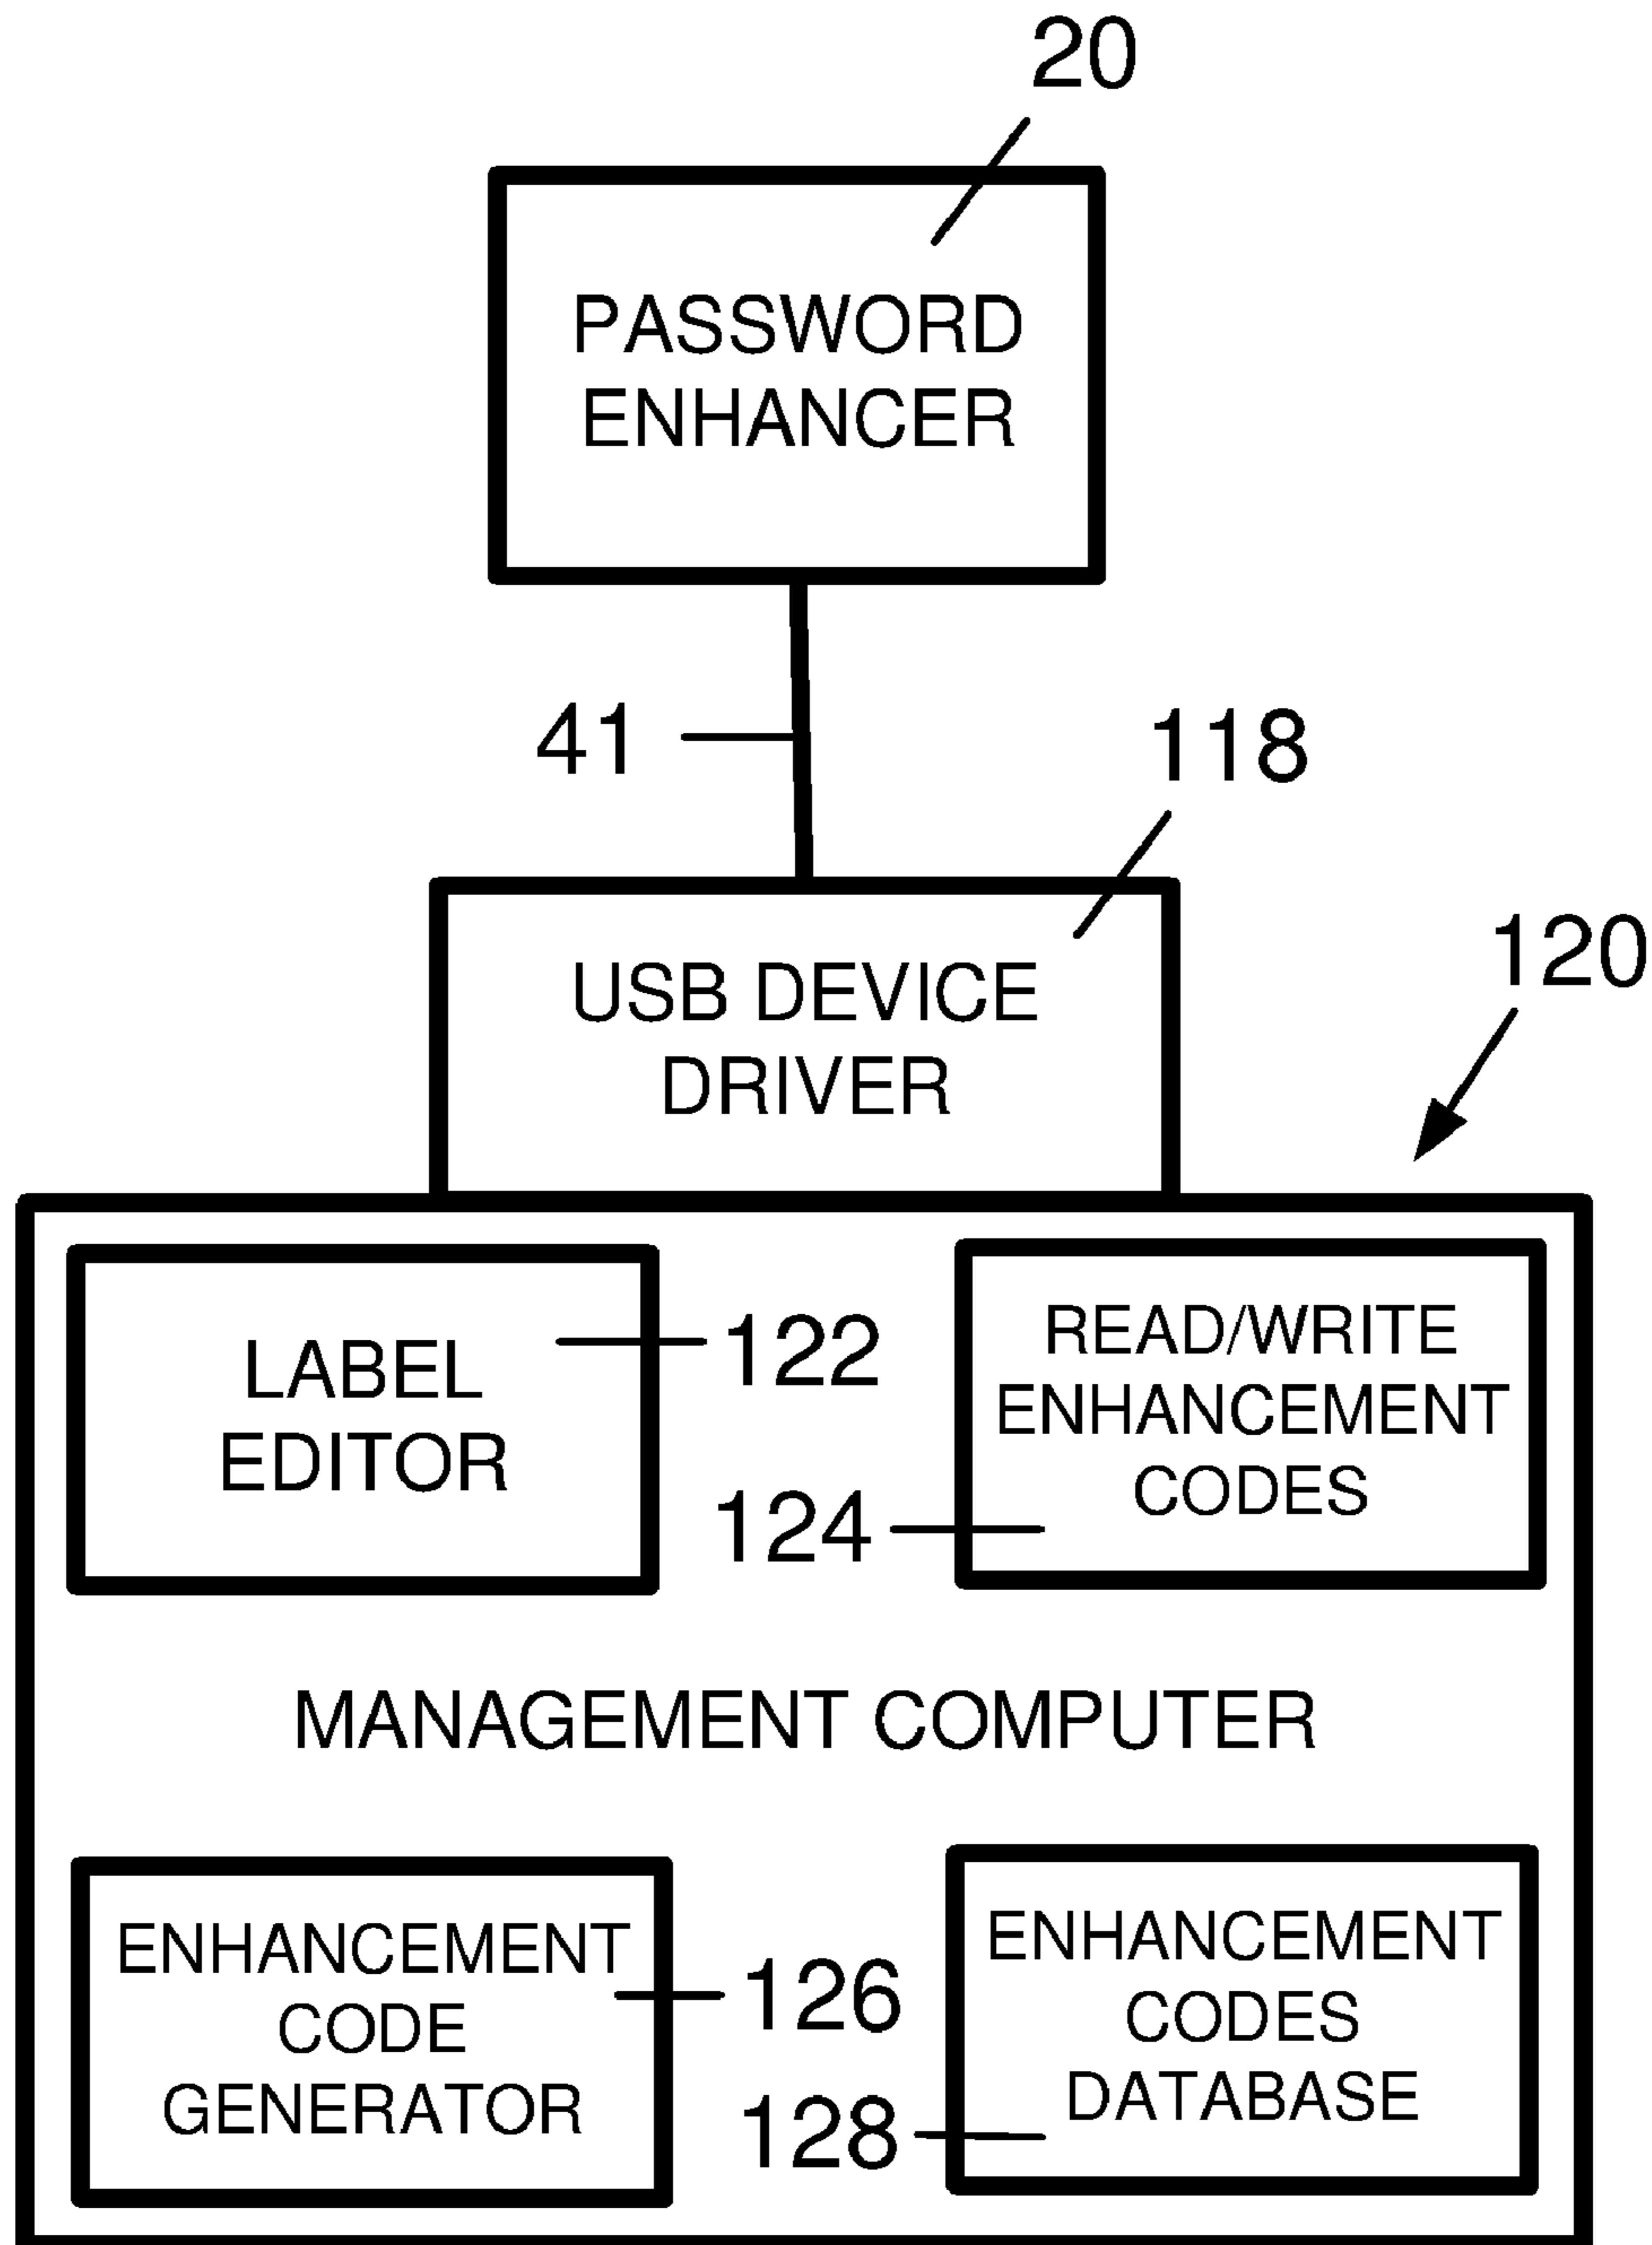 20
PASSWORD
ENHANCER
41
118
USB DEVICE
DRIVER
120
LABEL
EDITOR
122
READ/WRITE
ENHANCEMENT
CODES
124
MANAGEMENT COMPUTER
ENHANCEMENT
CODE
GENERATOR
126
ENHANCEMENT
CODES
DATABASE
128